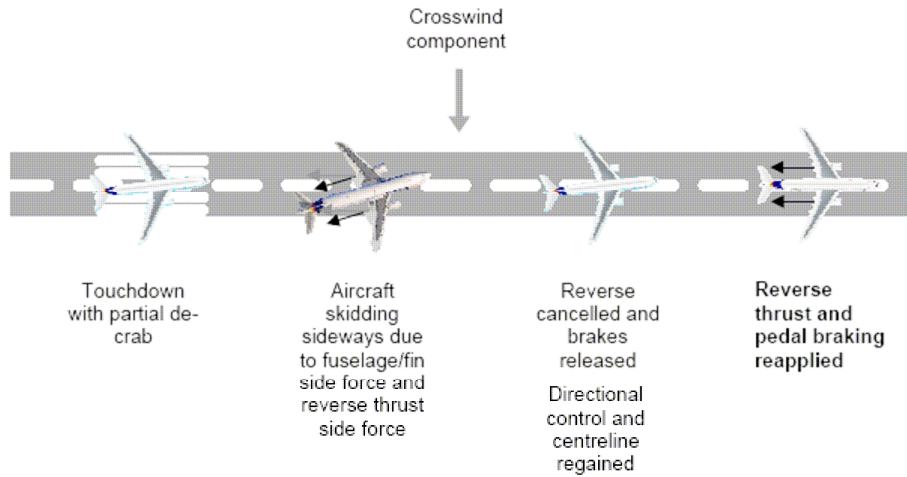 Crosswind
component
Touchdown
with partial de-
crab
Aircraft
skidding
sideways due
to fuselage/fin
side force and
reverse thrust
side force
Reverse
cancelled and
brakes
released
Directional
control and
centreline
regained
Reverse
thrust and
pedal braking
reapplied